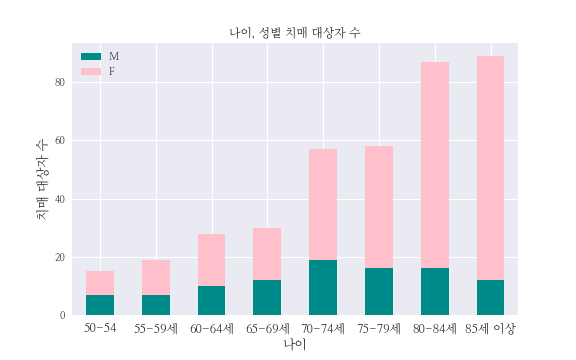 나이, 성별 치매 대상자 수
M
F
치매 대상자 수
80
60
40
20
0
50-54 55-59세 60-64세 65-69세 70-74세 75-79세 80-84세 85세 이상
나이